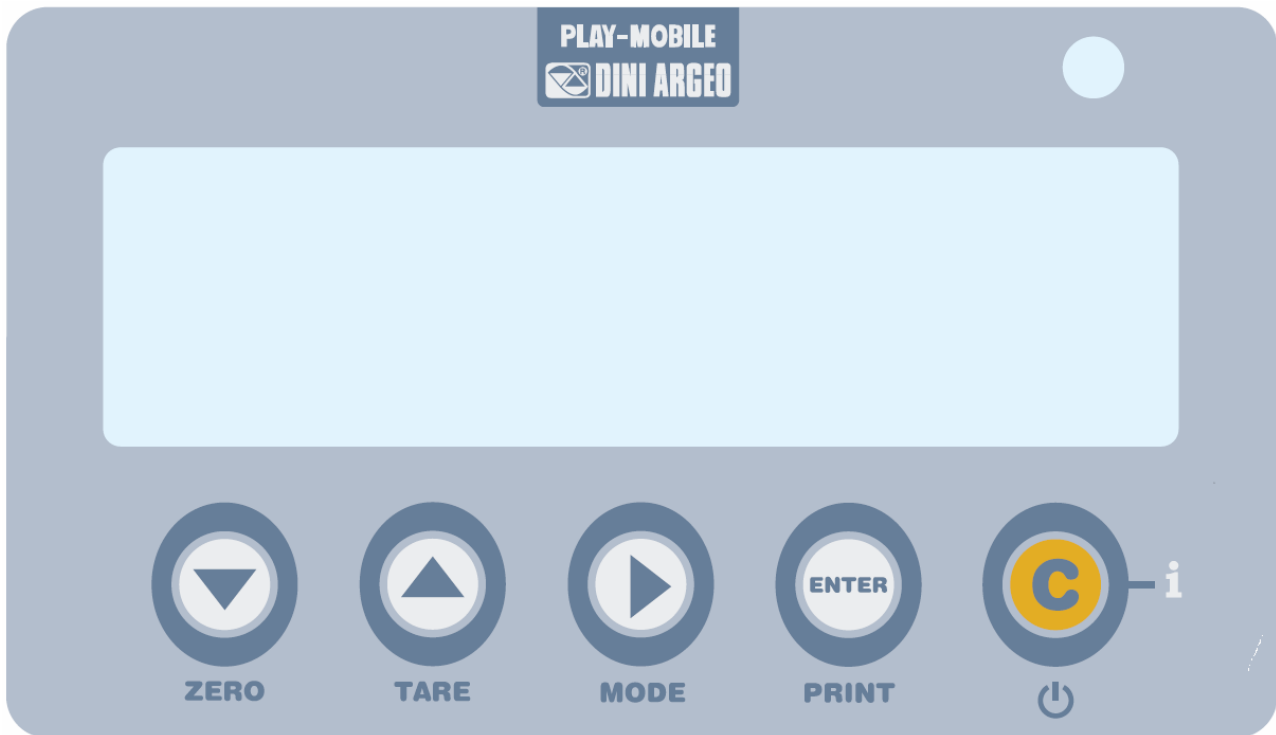 PLAY-MOBILE
® DINI ARGEO
ENTER
C
i
ZERO
TARE
MODE
PRINT